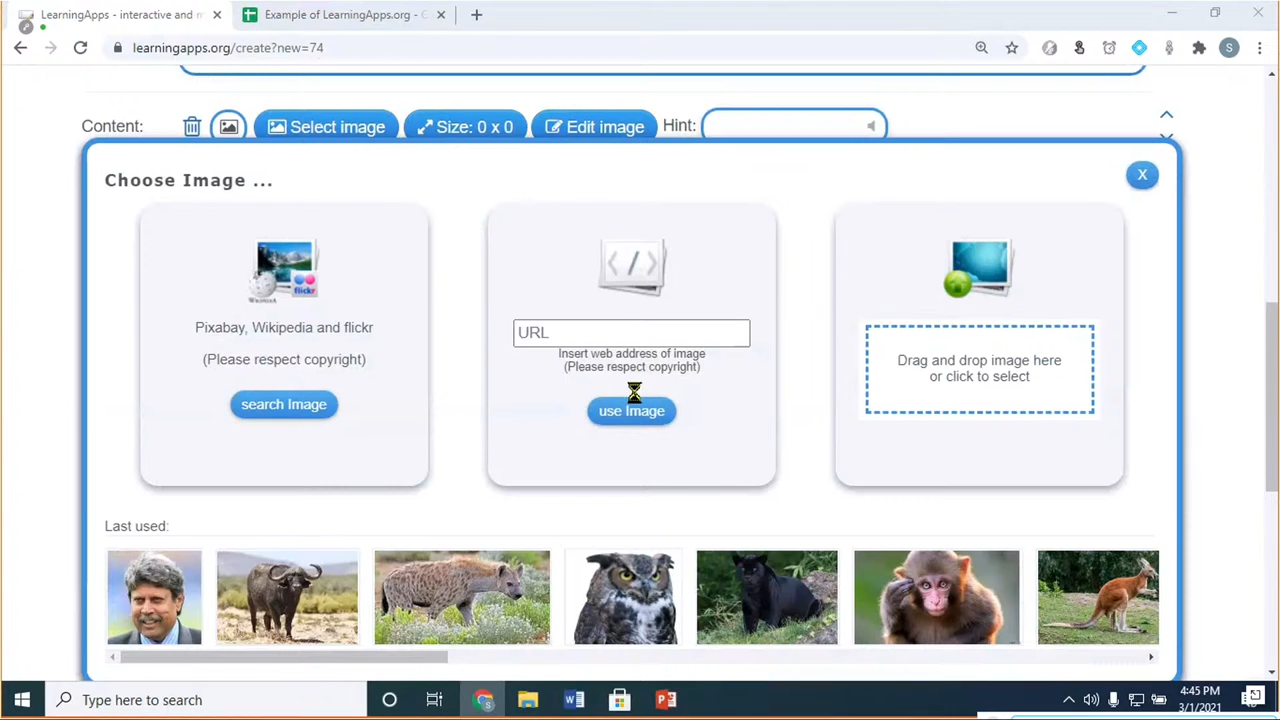 LearningApps - interactive and m
Example of LearningApps.org - G
learningapps.org/create?new=74
S
Content:
Select image
Size: 0 x 0
Edit image
Hint:
Choose Image ...
X
Pixabay, Wikipedia and flickr
(Please respect copyright)
search Image
URL
Insert web address of image
(Please respect copyright)
use Image
Drag and drop image here
or click to select
Last used:
Type here to search
4:45 PM
3/1/2021